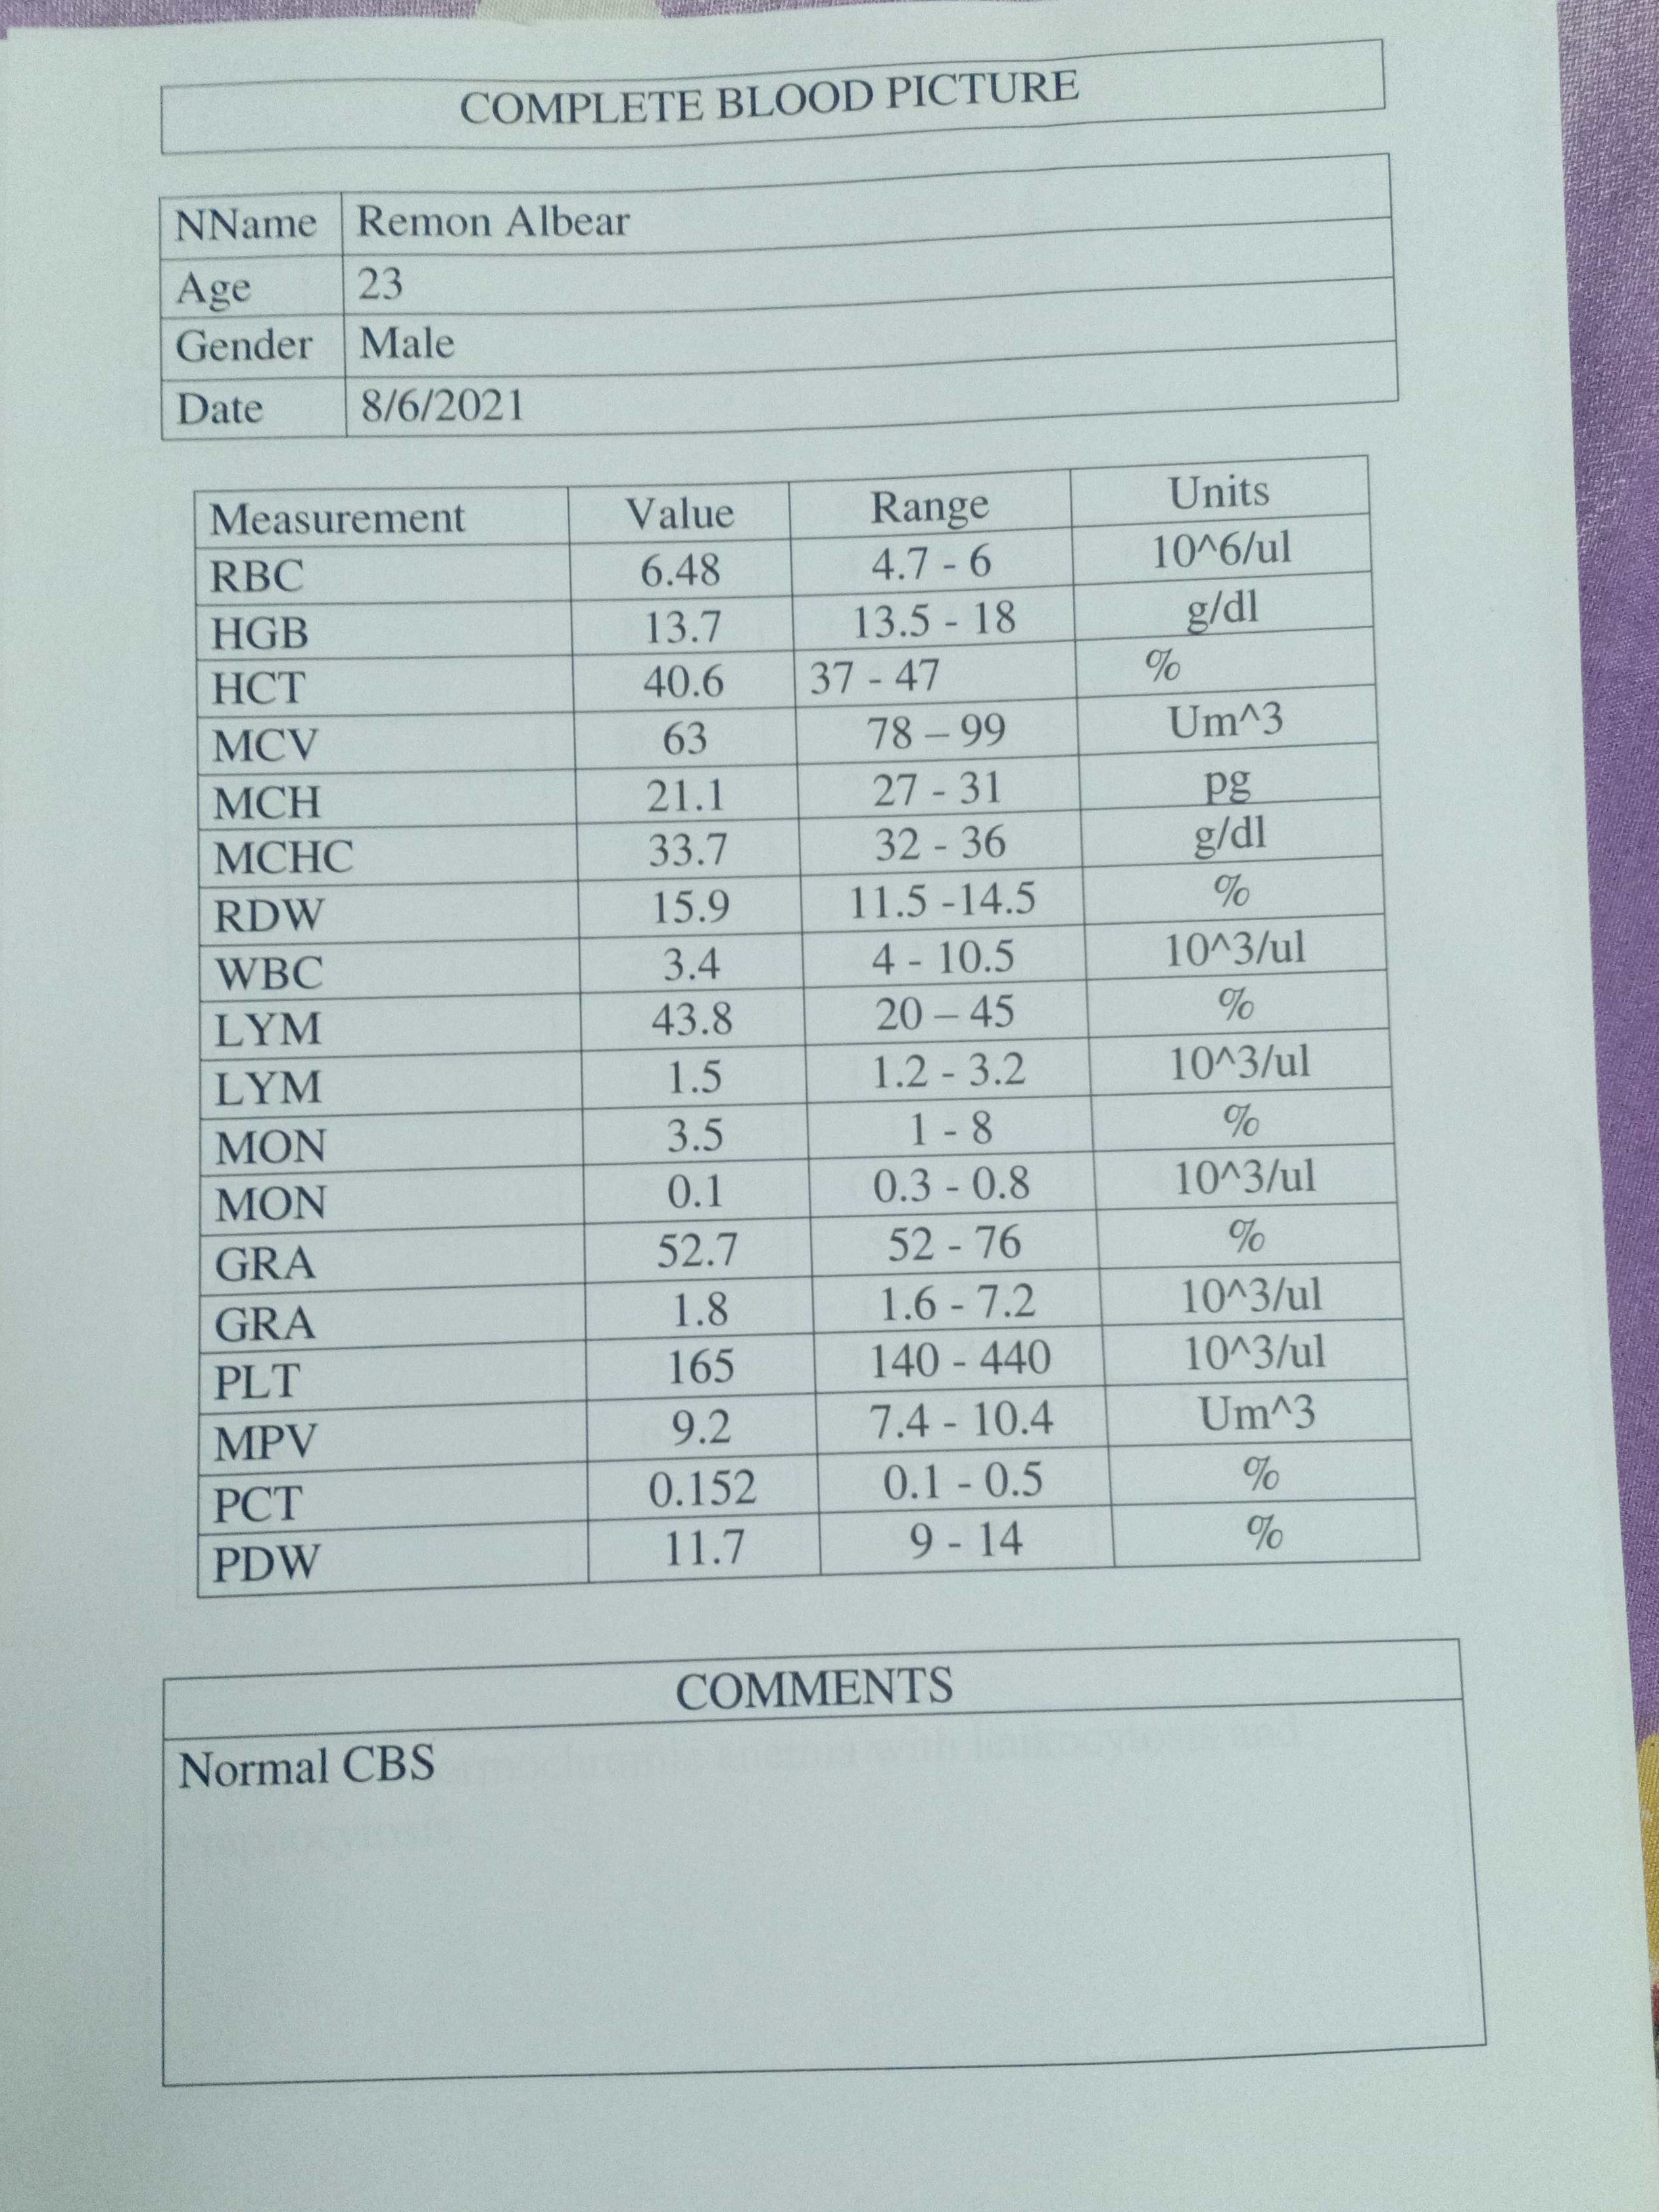 COMPLETE BLOOD PICTURE
NName Remon Albear
Age 23
Gender Male
Date 8/6/2021
Measurement Value Range Units
RBC 6.48 4.7 - 6 10^6/ul
HGB 13.7 13.5 - 18 g/dl
HCT 40.6 37 - 47 %
MCV 63 78 – 99 Um^3
MCH 21.1 27 - 31 pg
MCHC 33.7 32 - 36 g/dl
RDW 15.9 11.5 -14.5 %
WBC 3.4 4 - 10.5 10^3/ul
LYM 43.8 20 – 45 %
LYM 1.5 1.2 - 3.2 10^3/ul
MON 3.5 1 - 8 %
MON 0.1 0.3 - 0.8 10^3/ul
GRA 52.7 52 - 76 %
GRA 1.8 1.6 - 7.2 10^3/ul
PLT 165 140 - 440 10^3/ul
MPV 9.2 7.4 - 10.4 Um^3
PCT 0.152 0.1 - 0.5 %
PDW 11.7 9 - 14 %
COMMENTS
Normal CBS